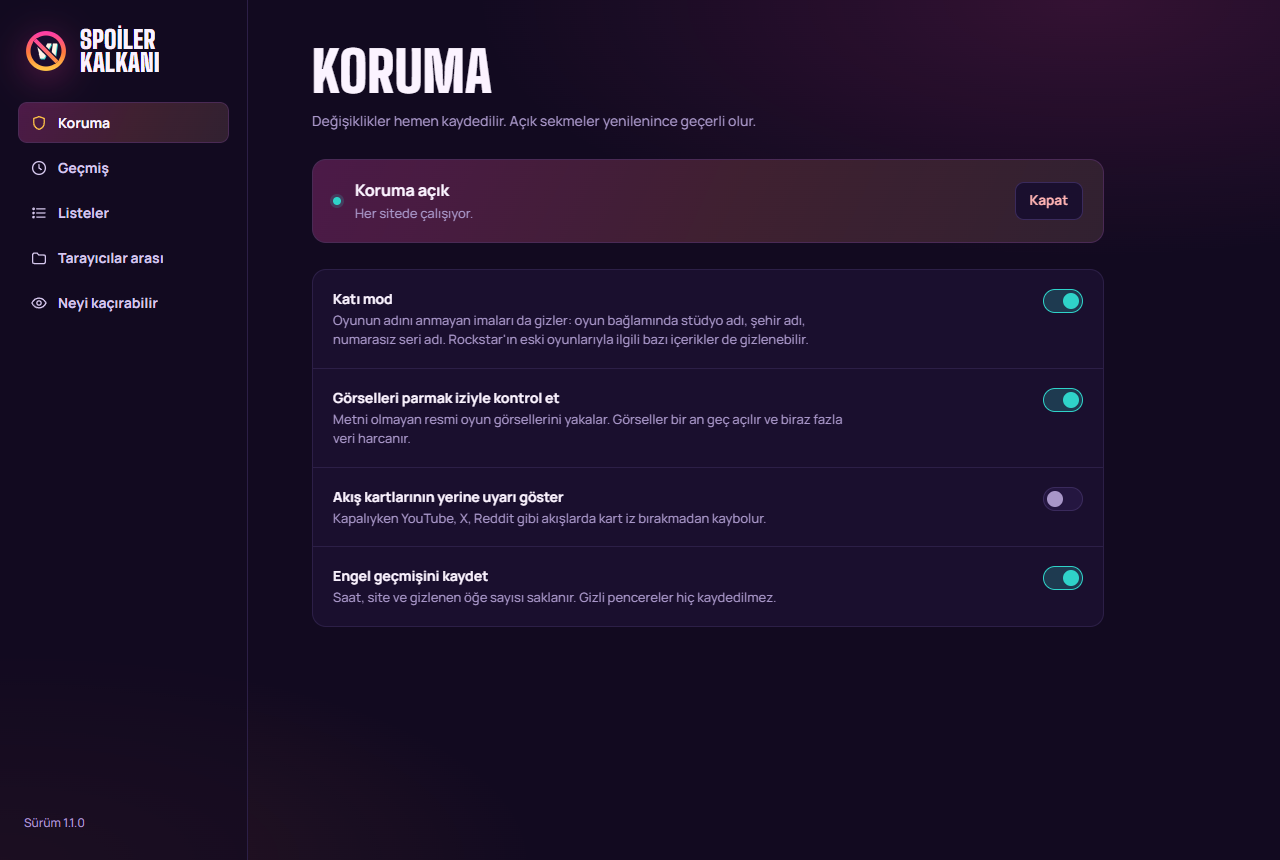 SPOİLER
KALKANI
Koruma
Geçmiş
Listeler
Tarayıcılar arası
Neyi kaçırabilir
Sürüm 1.1.0
KORUMA
Değişiklikler hemen kaydedilir. Açık sekmeler yenilenince geçerli olur.
Koruma açık
Her sitede çalışıyor.
Kapat
Katı mod
Oyunun adını anmayan imaları da gizler: oyun bağlamında stüdyo adı, şehir adı,
numarasız seri adı. Rockstar'ın eski oyunlarıyla ilgili bazı içerikler de gizlenebilir.
Görselleri parmak iziyle kontrol et
Metni olmayan resmi oyun görsellerini yakalar. Görseller bir an geç açılır ve biraz fazla
veri harcanır.
Akış kartlarının yerine uyarı göster
Kapalıyken YouTube, X, Reddit gibi akışlarda kart iz bırakmadan kaybolur.
Engel geçmişini kaydet
Saat, site ve gizlenen öğe sayısı saklanır. Gizli pencereler hiç kaydedilmez.